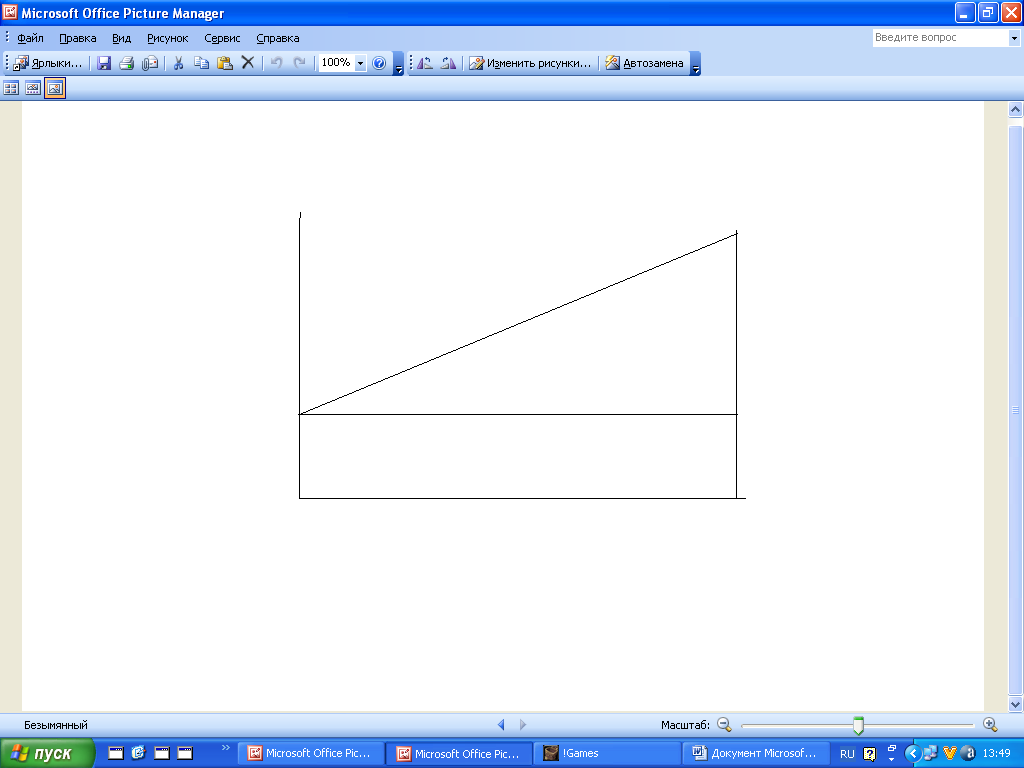 Microsoft Office Picture Manager
Файл Правка Вид Рисунок Сервис Справка Введите вопрос
Ярлыки... 100% Изменить рисунки... Автозамена
Безымянный Масштаб:
пуск » Microsoft Office Pic... Microsoft Office Pic... !Games Документ Microsof... RU 13:49